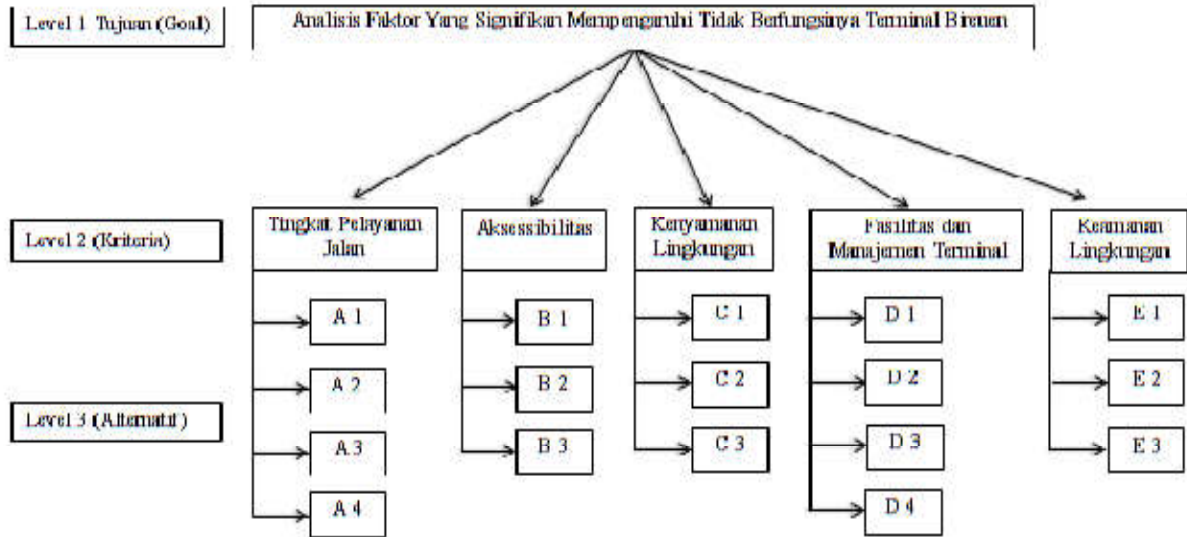 Level 1 Tujuan (Goal)
Analisis Faktor Yang Signifikan Mempengaruhi Tidak Berfungsinya Terminal Bireuen
Level 2 (Kriteria)
Tingkat Pelayanan
Jalan
Aksessibilitas
Kenyamanan
Lingkungan
Fasilitas dan
Manajemen Terminal
Keamanan
Lingkungan
Level 3 (Alternatif)
A 1
B 1
C 1
D 1
E 1
A 2
B 2
C 2
D 2
E 2
A 3
B 3
C 3
D 3
E 3
A 4
D 4